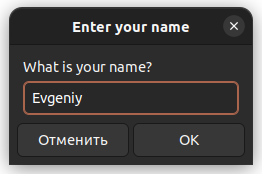 Enter your name
What is your name?
Evgeniy
Отменить
OK